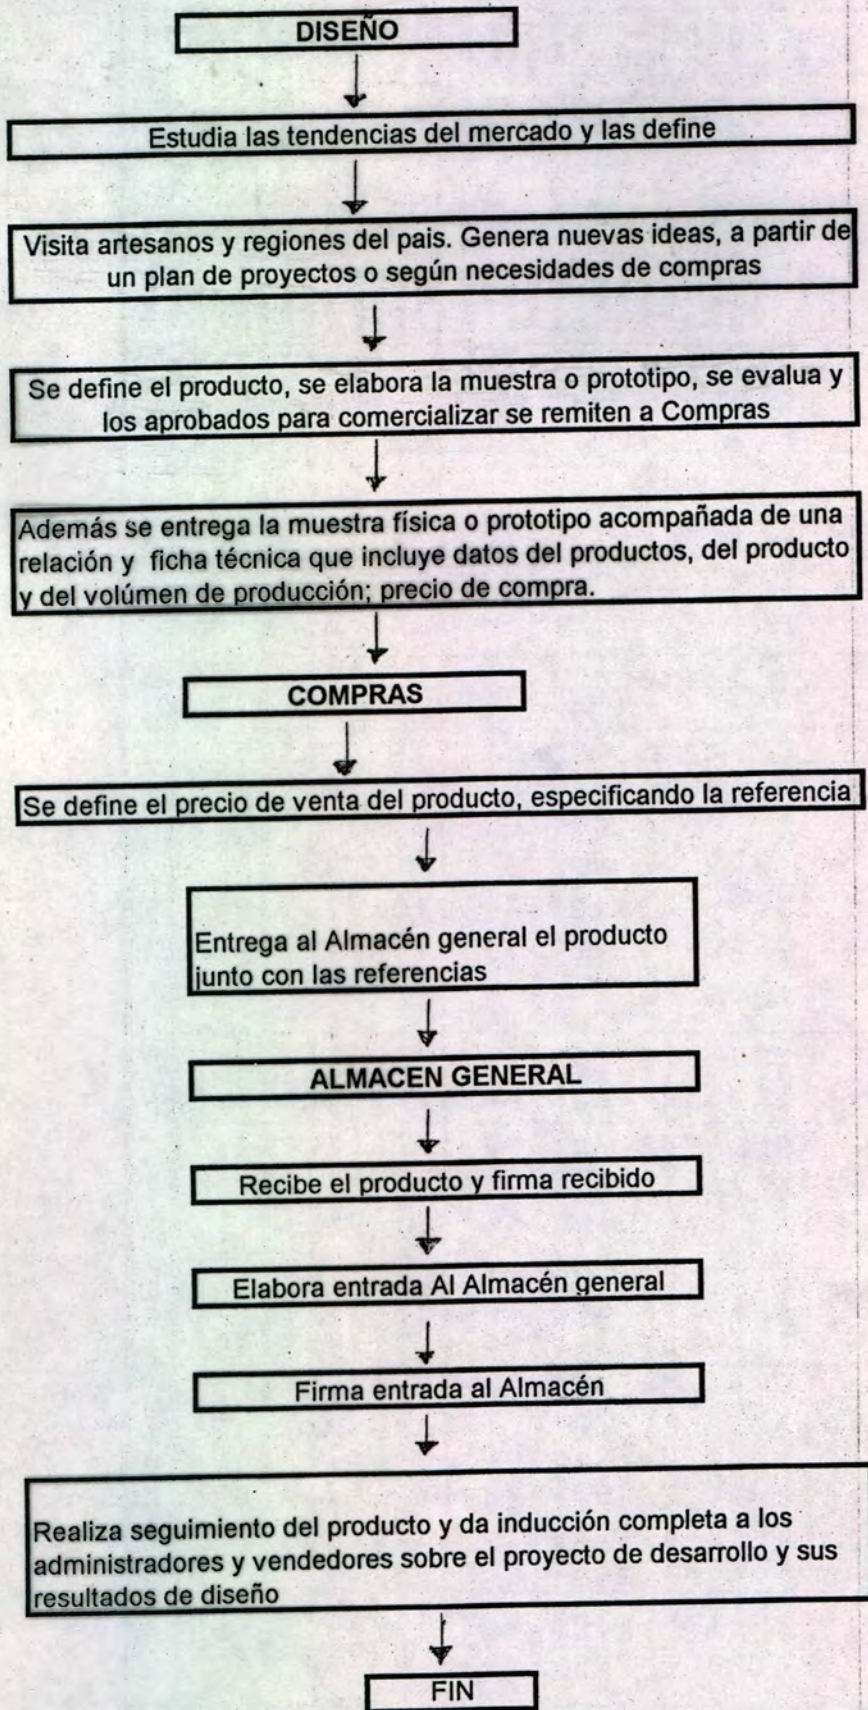 DISEÑO
Estudia las tendencias del mercado y las define
Visita artesanos y regiones del pais. Genera nuevas ideas, a partir de
un plan de proyectos o según necesidades de compras
Se define el producto, se elabora la muestra o prototipo, se evalua y
los aprobados para comercializar se remiten a Compras
Además se entrega la muestra física o prototipo acompañada de una
relación y ficha técnica que incluye datos del productos, del producto
y del volúmen de producción; precio de compra.
COMPRAS
Se define el precio de venta del producto, especificando la referencia
Entrega al Almacén general el producto
junto con las referencias
ALMACEN GENERAL
Recibe el producto y firma recibido
Elabora entrada Al Almacén general
Firma entrada al Almacén
Realiza seguimiento del producto y da inducción completa a los
administradores y vendedores sobre el proyecto de desarrollo y sus
resultados de diseño
FIN